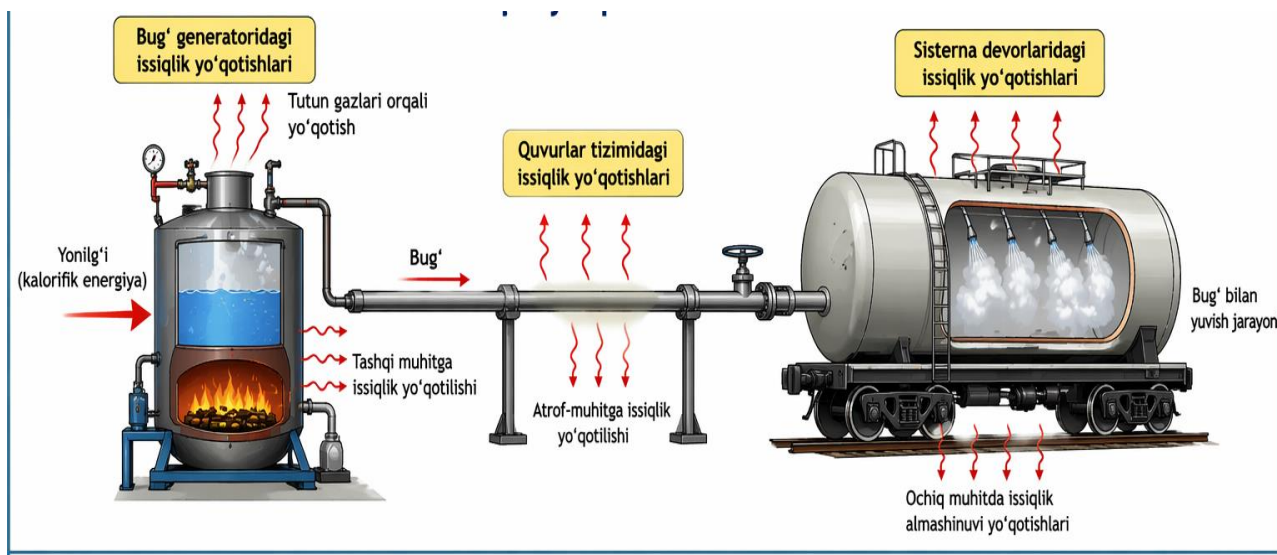 Bug‘ generatoridagi
issiqlik yo‘qotishlari
Tutun gazlari orqali
yo‘qotish
Yonilg‘i
(kalorifik energiya)
Tashqi muhitga
issiqlik yo‘qotilishi
Bug‘
Quvurlar tizimidagi
issiqlik yo‘qotishlari
Atrof-muhitga issiqlik
yo‘qotilishi
Sisterna devorlaridagi
issiqlik yo‘qotishlari
Bug‘ bilan
yuvish jarayon
Ochiq muhitda issiqlik
almashinuvi yo‘qotishlari